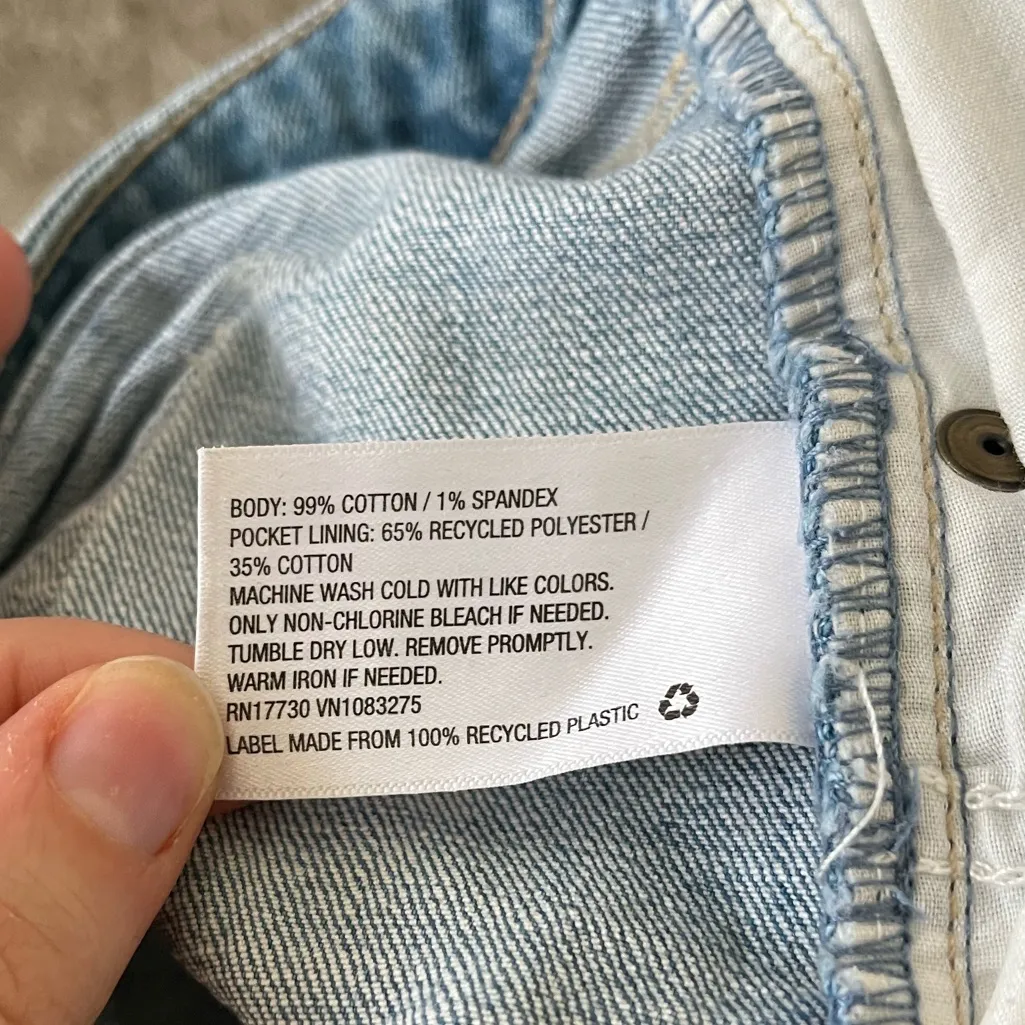 BODY: 99% COTTON / 1% SPANDEX
POCKET LINING: 65% RECYCLED POLYESTER /
35% COTTON
MACHINE WASH COLD WITH LIKE COLORS.
ONLY NON-CHLORINE BLEACH IF NEEDED.
TUMBLE DRY LOW. REMOVE PROMPTLY.
WARM IRON IF NEEDED.
RN17730 VN1083275
LABEL MADE FROM 100% RECYCLED PLASTIC